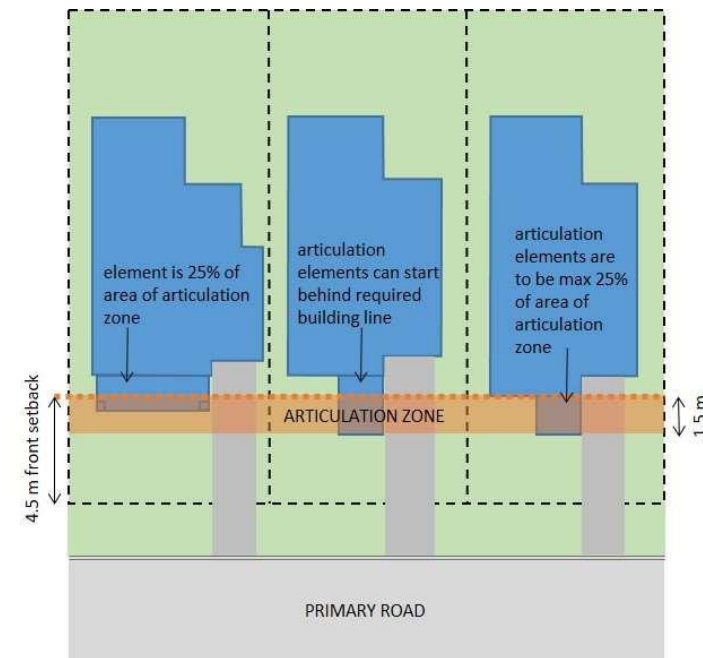 element is 25% of
area of articulation
zone
articulation
elements can start
behind required
building line
articulation
elements are
to be max 25%
of area of
articulation
zone
ARTICULATION ZONE
4.5 m front setback
1.5 m
PRIMARY ROAD